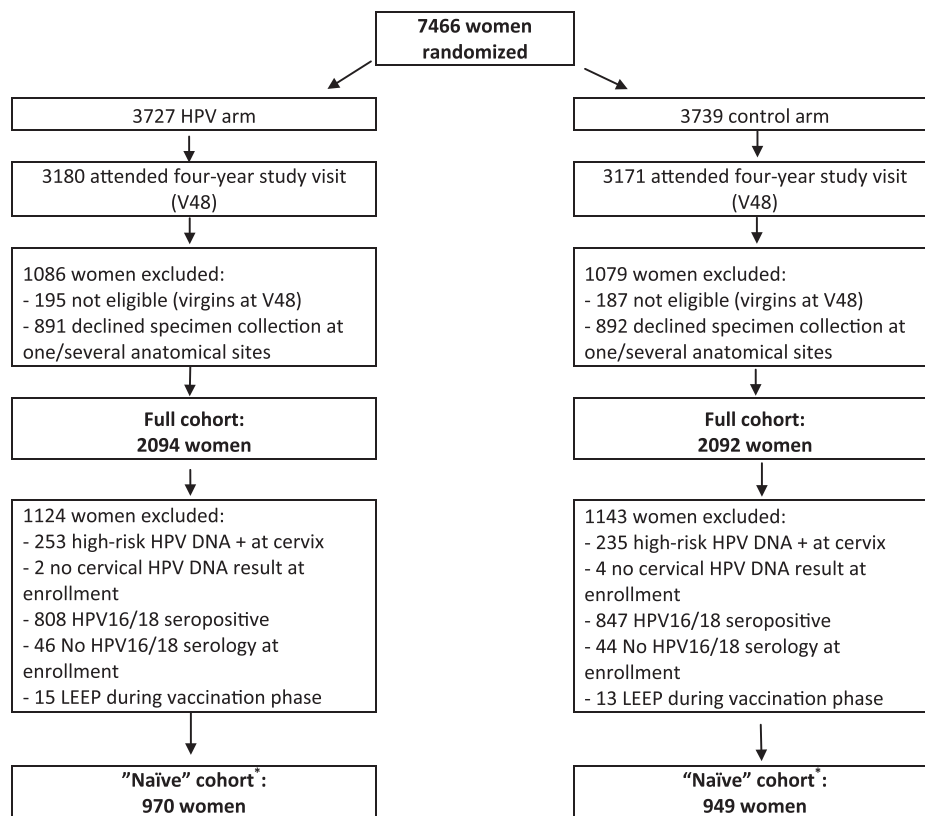 7466 women
randomized
3727 HPV arm
3180 attended four-year study visit
(V48)
1086 women excluded:
- 195 not eligible (virgins at V48)
- 891 declined specimen collection at
one/several anatomical sites
Full cohort:
2094 women
1124 women excluded:
- 253 high-risk HPV DNA + at cervix
- 2 no cervical HPV DNA result at
enrollment
- 808 HPV16/18 seropositive
- 46 No HPV16/18 serology at
enrollment
- 15 LEEP during vaccination phase
”Naïve” cohort*:
970 women
3739 control arm
3171 attended four-year study visit
(V48)
1079 women excluded:
- 187 not eligible (virgins at V48)
- 892 declined specimen collection at
one/several anatomical sites
Full cohort:
2092 women
1143 women excluded:
- 235 high-risk HPV DNA + at cervix
- 4 no cervical HPV DNA result at
enrollment
- 847 HPV16/18 seropositive
- 44 No HPV16/18 serology at
enrollment
- 13 LEEP during vaccination phase
“Naïve” cohort*:
949 women